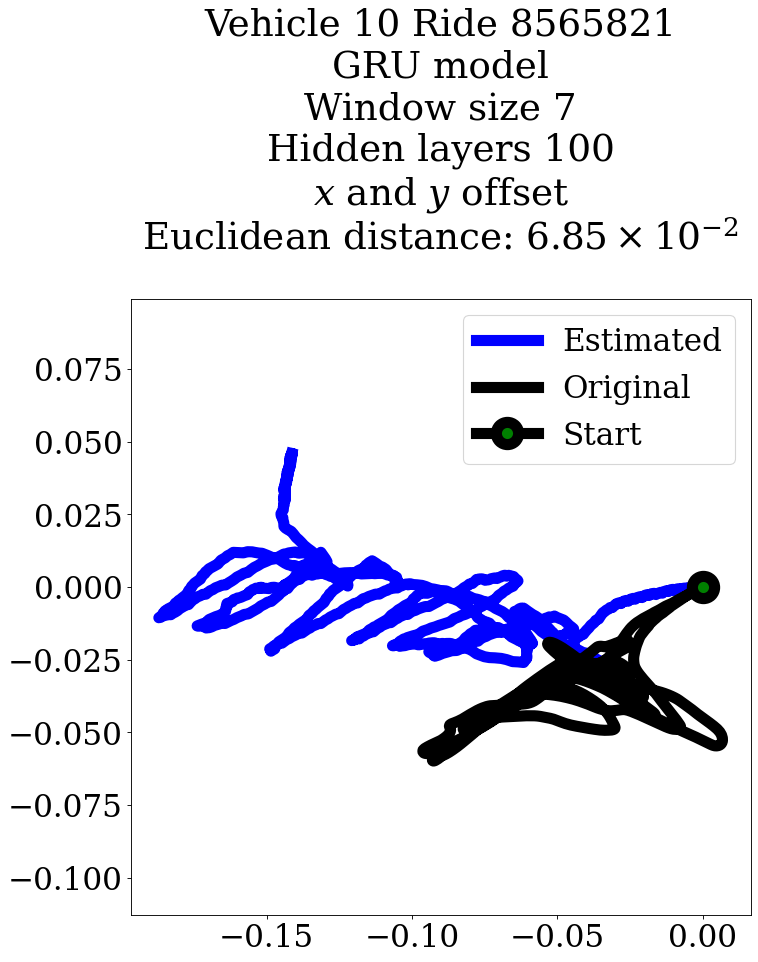 Vehicle 10 Ride 8565821
GRU model
Window size 7
Hidden layers 100
x and y offset
Euclidean distance: 6.85 × 10⁻²
Estimated
Original
Start
0.075
0.050
0.025
0.000
−0.025
−0.050
−0.075
−0.100
−0.15 −0.10 −0.05 0.00